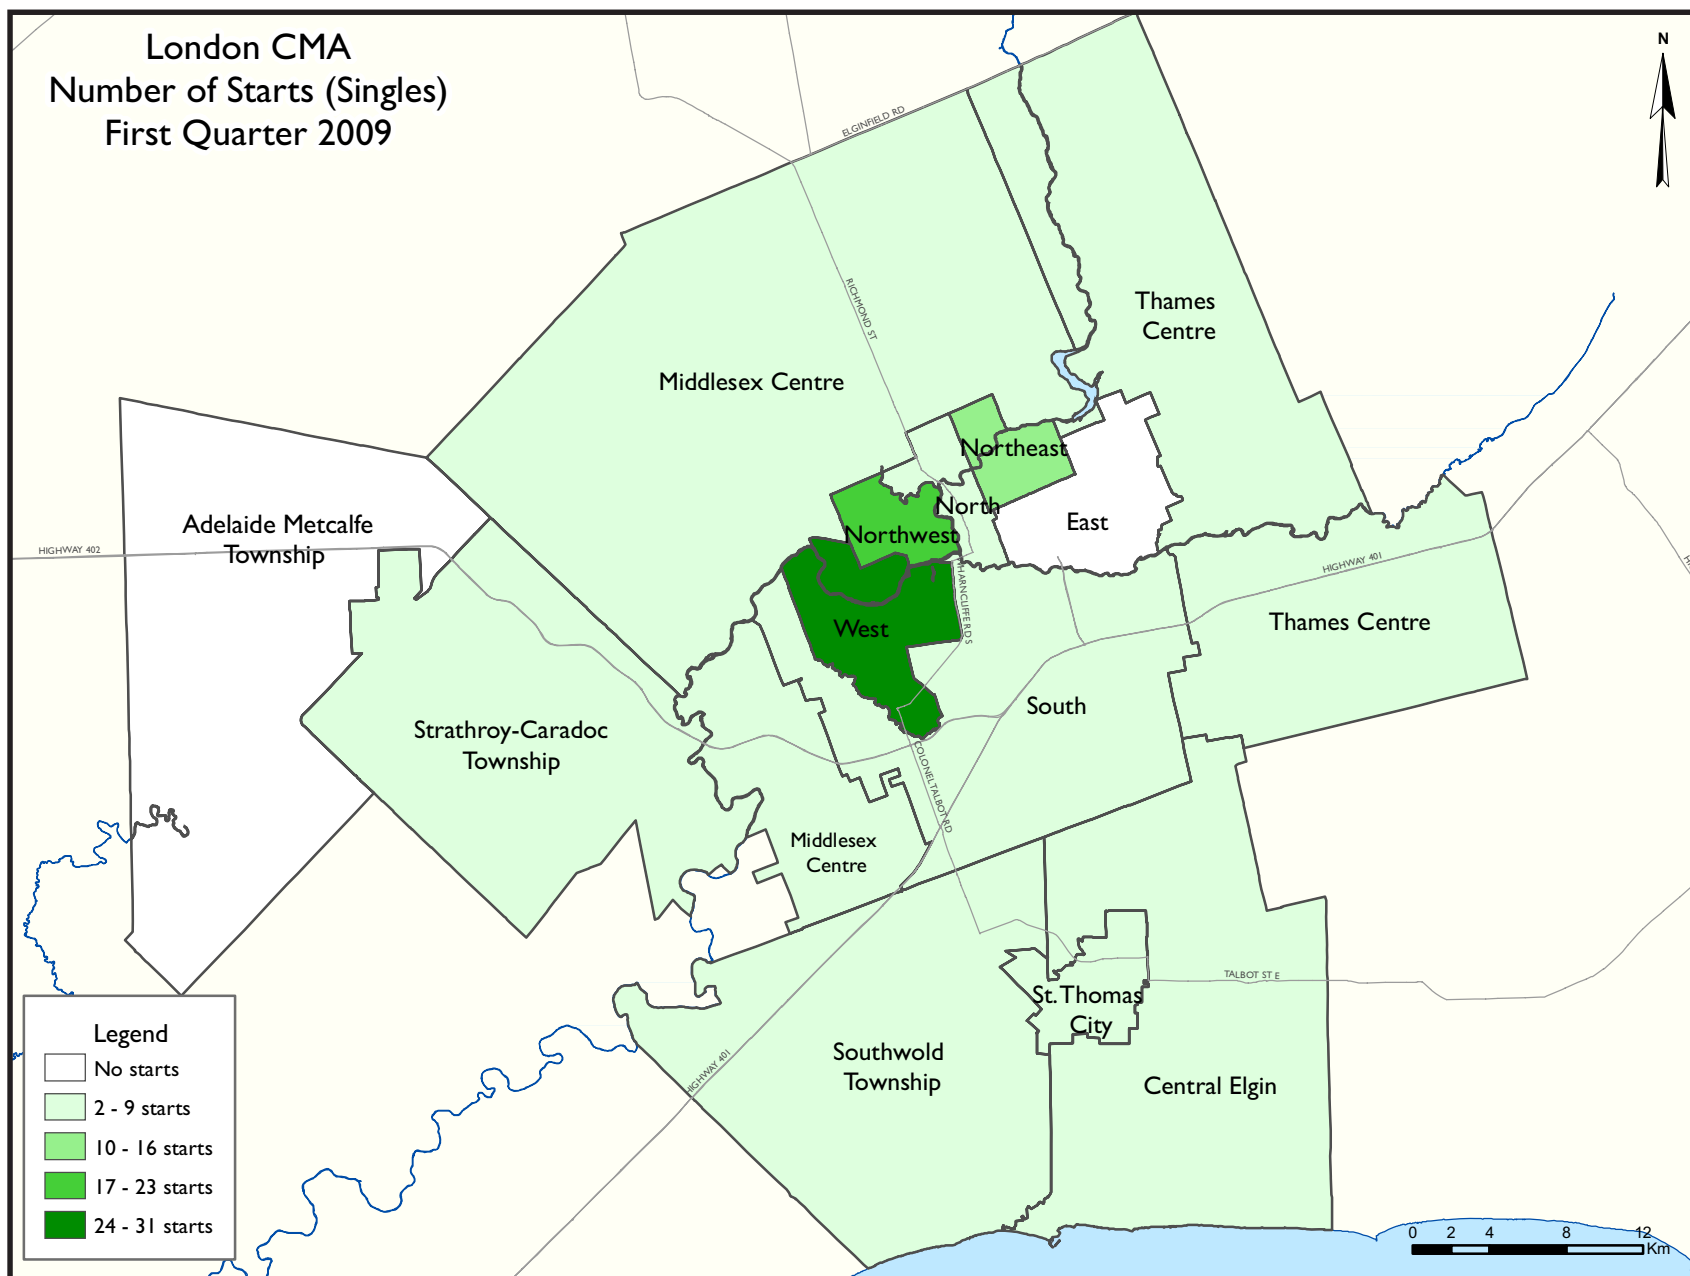 London CMA
Number of Starts (Singles)
First Quarter 2009
N
ELGINFIELD RD
RICHMOND ST
Thames
Centre
Middlesex Centre
Northeast
North
East
Northwest
Adelaide Metcalfe
Township
HIGHWAY 402
HIGHWAY 401
WHARNCLIFFE RD S
Thames Centre
West
South
Strathroy-Caradoc
Township
COLONEL TALBOT RD
Middlesex
Centre
TALBOT ST E
St. Thomas
City
Southwold
Township
HIGHWAY 401
Central Elgin
Legend
No starts
2 - 9 starts
10 - 16 starts
17 - 23 starts
24 - 31 starts
0 2 4 8 12
Km